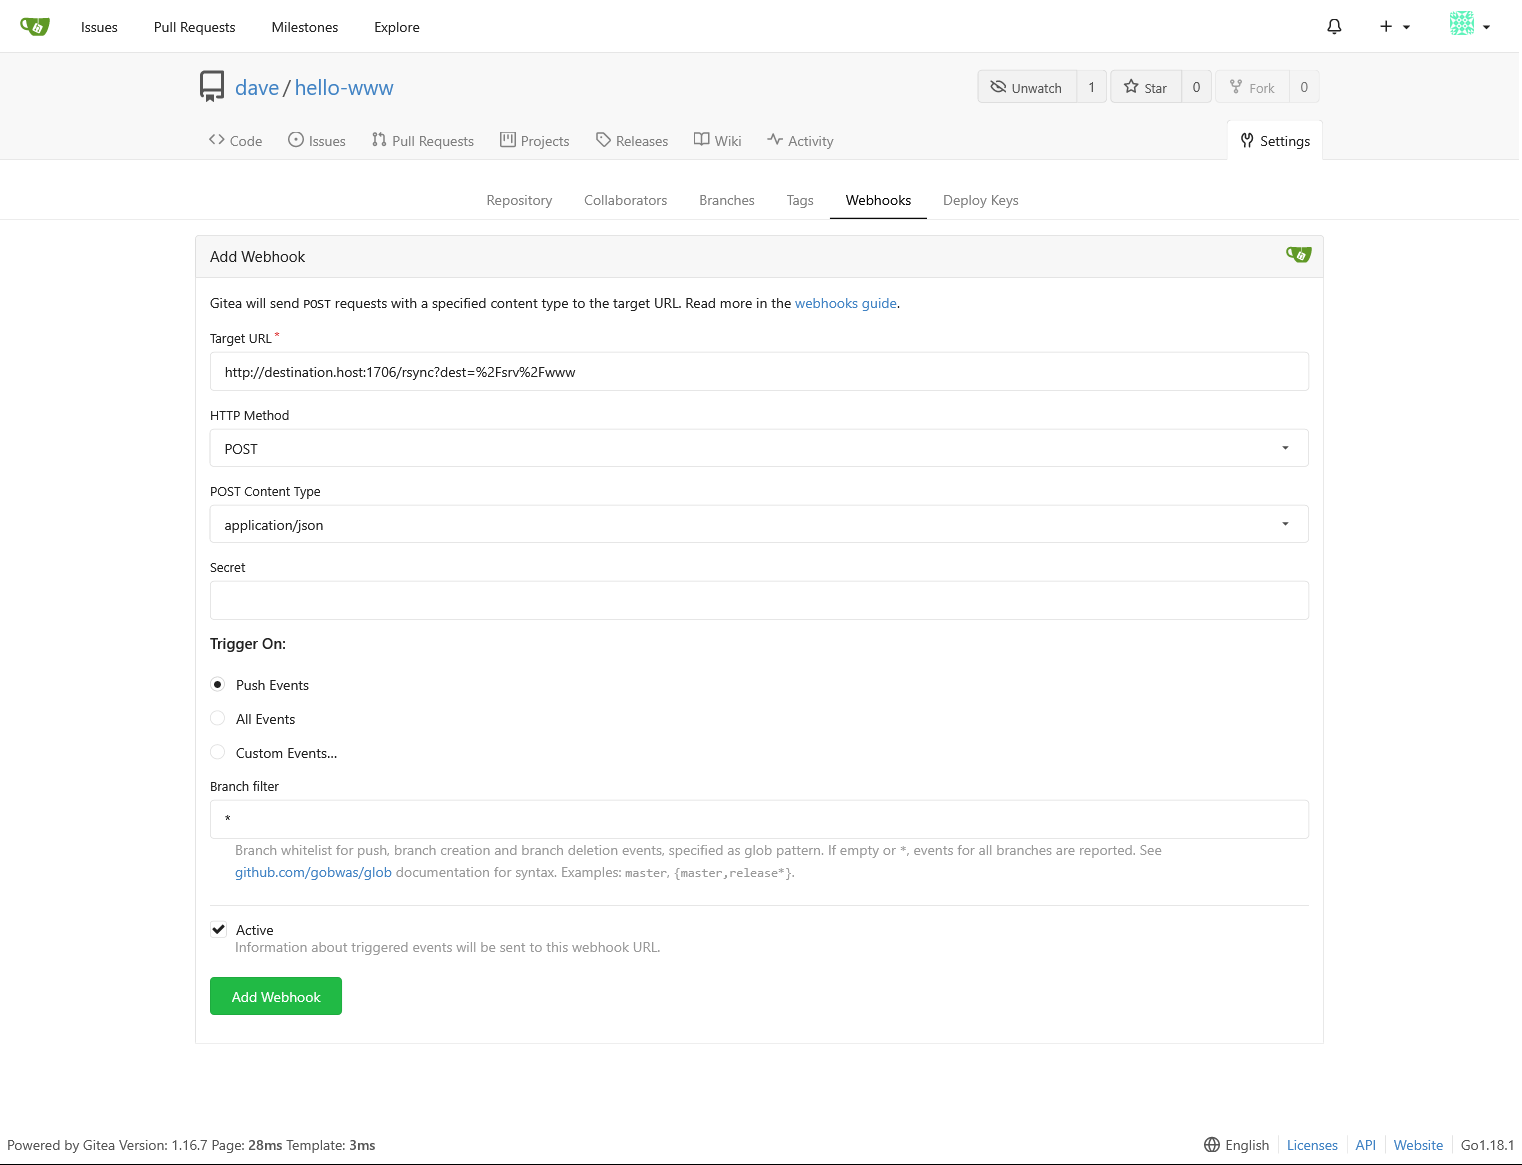 Issues Pull Requests Milestones Explore
dave / hello-www
Unwatch 1 Star 0 Fork 0
Code Issues Pull Requests Projects Releases Wiki Activity Settings
Repository Collaborators Branches Tags Webhooks Deploy Keys
Add Webhook
Gitea will send POST requests with a specified content type to the target URL. Read more in the webhooks guide.
Target URL *
http://destination.host:1706/rsync?dest=%2Fsrv%2Fwww
HTTP Method
POST
POST Content Type
application/json
Secret
Trigger On:
Push Events
All Events
Custom Events...
Branch filter
*
Branch whitelist for push, branch creation and branch deletion events, specified as glob pattern. If empty or *, events for all branches are reported. See
github.com/gobwas/glob documentation for syntax. Examples: master, {master,release*}.
Active
Information about triggered events will be sent to this webhook URL.
Add Webhook
Powered by Gitea Version: 1.16.7 Page: 28ms Template: 3ms English Licenses API Website Go1.18.1